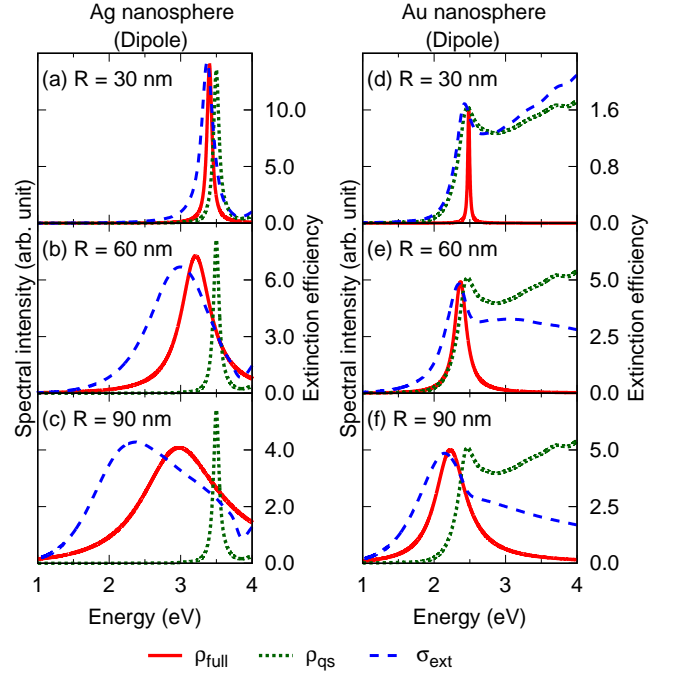 Ag nanosphere
(Dipole)
Au nanosphere
(Dipole)
(a) R = 30 nm
10.0
5.0
0.0
(b) R = 60 nm
6.0
3.0
0.0
(c) R = 90 nm
4.0
2.0
0.0
1 2 3 4
Energy (eV)
Spectral intensity (arb. unit)
Extinction efficiency
(d) R = 30 nm
1.6
0.8
0.0
(e) R = 60 nm
5.0
2.5
0.0
(f) R = 90 nm
5.0
2.5
0.0
1 2 3 4
Energy (eV)
Spectral intensity (arb. unit)
Extinction efficiency
ρfull ρqs σext